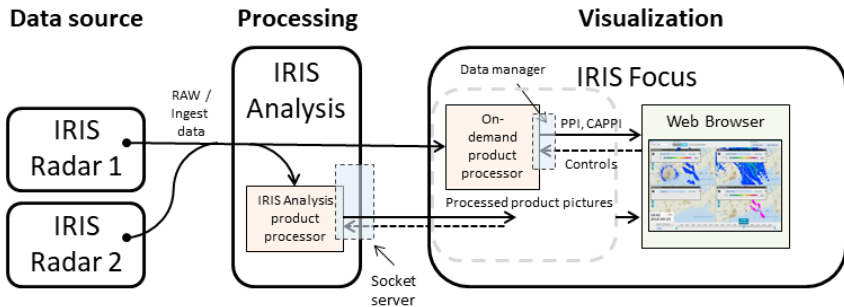 Data source
Processing
Visualization
IRIS
Radar 1
IRIS
Radar 2
RAW /
Ingest
data
IRIS
Analysis
IRIS Analysis
product
processor
Socket
server
Data manager
IRIS Focus
On-
demand
product
processor
PPI, CAPPI
Controls
Processed product pictures
Web Browser